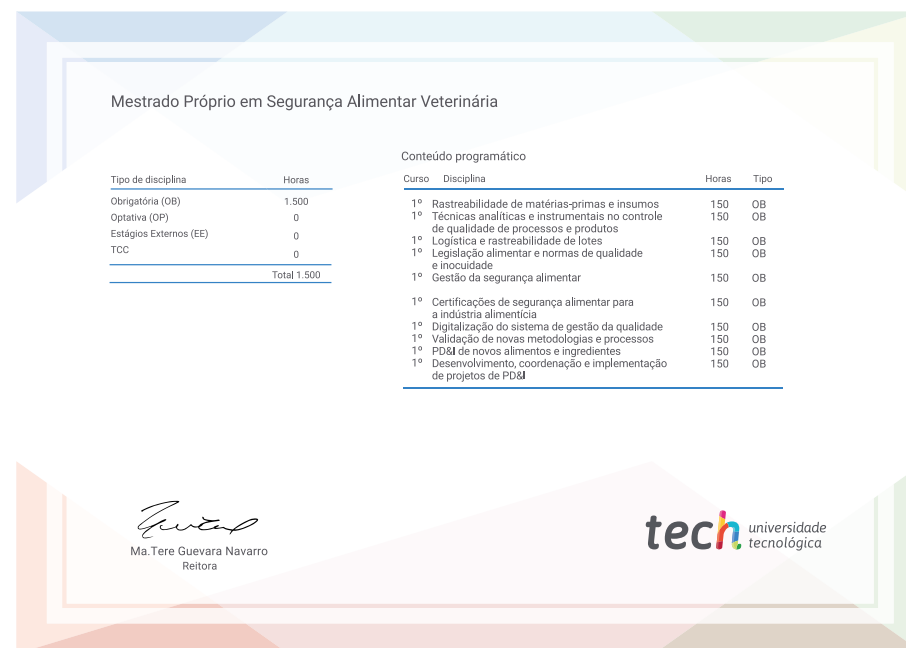 Mestrado Próprio em Segurança Alimentar Veterinária
Tipo de disciplina Horas
Obrigatória (OB) 1.500
Optativa (OP) 0
Estágios Externos (EE) 0
TCC 0
Total 1.500
Conteúdo programático
Curso Disciplina Horas Tipo
1º Rastreabilidade de matérias-primas e insumos 150 OB
1º Técnicas analíticas e instrumentais no controle 150 OB
de qualidade de processos e produtos
1º Logística e rastreabilidade de lotes 150 OB
1º Legislação alimentar e normas de qualidade 150 OB
e inocuidade
1º Gestão da segurança alimentar 150 OB
1º Certificações de segurança alimentar para 150 OB
a indústria alimentícia
1º Digitalização do sistema de gestão da qualidade 150 OB
1º Validação de novas metodologias e processos 150 OB
1º PD&I de novos alimentos e ingredientes 150 OB
1º Desenvolvimento, coordenação e implementação 150 OB
de projetos de PD&I
Ma.Tere Guevara Navarro
Reitora
tech universidade
tecnológica